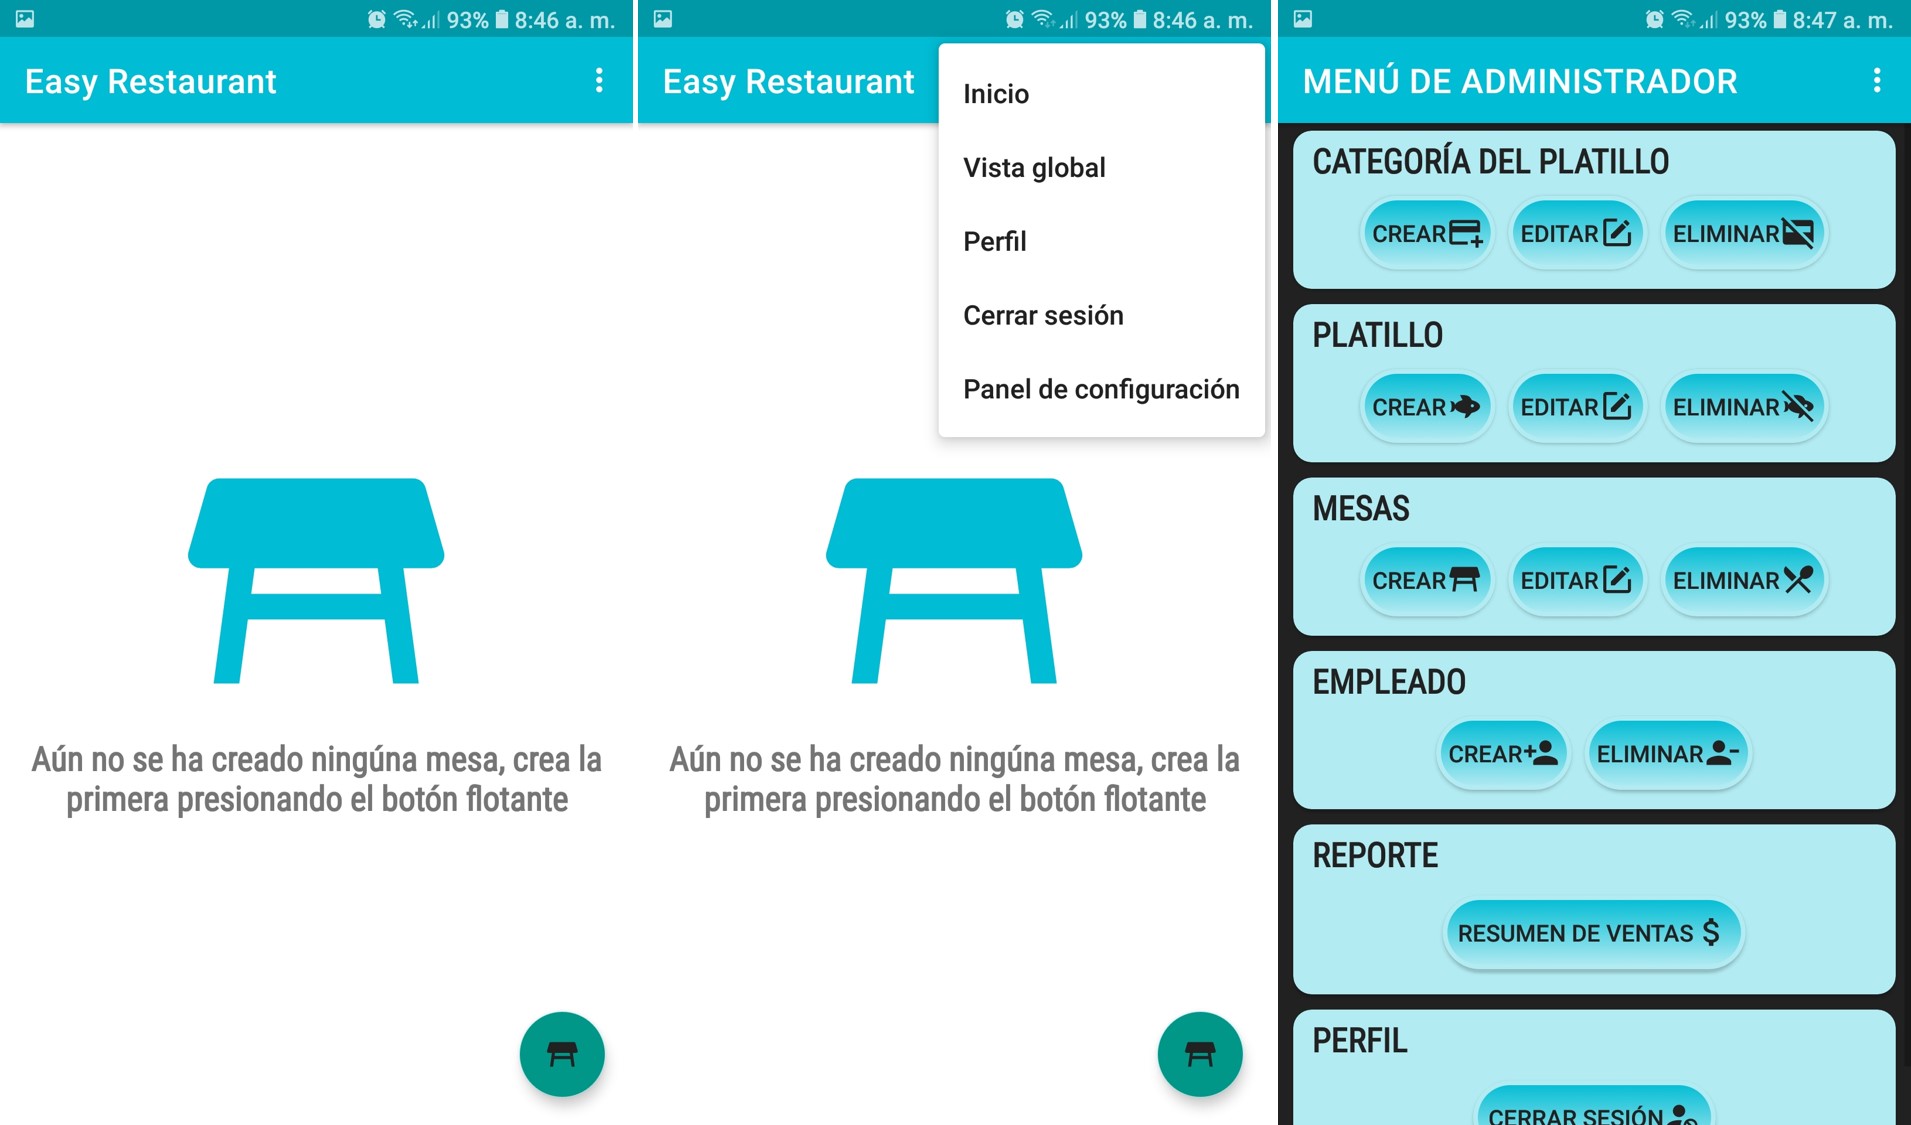 93% 8:46 a. m.
Easy Restaurant
Aún no se ha creado ningúna mesa, crea la
primera presionando el botón flotante
93% 8:46 a. m.
Easy Restaurant
Inicio
Vista global
Perfil
Cerrar sesión
Panel de configuración
Aún no se ha creado ningúna mesa, crea la
primera presionando el botón flotante
93% 8:47 a. m.
MENÚ DE ADMINISTRADOR
CATEGORÍA DEL PLATILLO
CREAR EDITAR ELIMINAR
PLATILLO
CREAR EDITAR ELIMINAR
MESAS
CREAR EDITAR ELIMINAR
EMPLEADO
CREAR ELIMINAR
REPORTE
RESUMEN DE VENTAS $
PERFIL
CERRAR SESIÓN